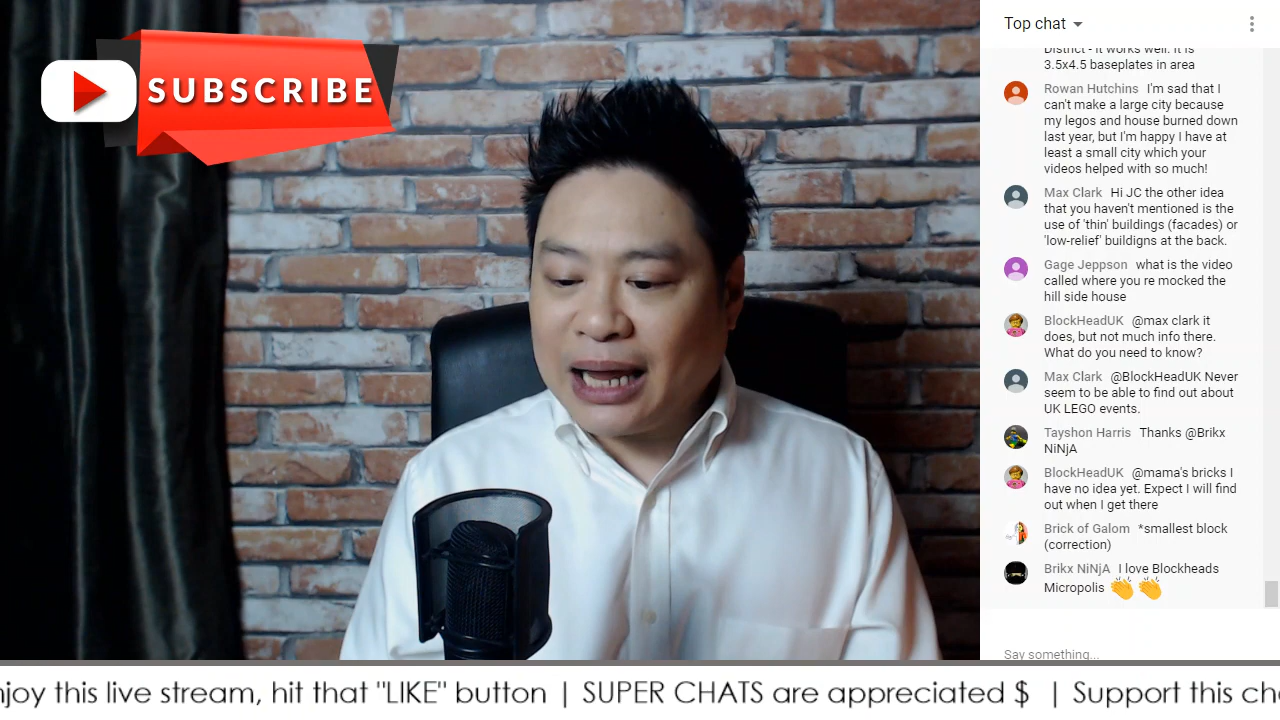 SUBSCRIBE
Top chat
District - it works well. It is
3.5x4.5 baseplates in area
Rowan Hutchins I'm sad that I
can't make a large city because
my legos and house burned down
last year, but I'm happy I have at
least a small city which your
videos helped with so much!
Max Clark Hi JC the other idea
that you haven't mentioned is the
use of 'thin' buildings (facades) or
'low-relief' buildigns at the back.
Gage Jeppson what is the video
called where you re mocked the
hill side house
BlockHeadUK @max clark it
does, but not much info there.
What do you need to know?
Max Clark @BlockHeadUK Never
seem to be able to find out about
UK LEGO events.
Tayshon Harris Thanks @Brikx
NiNjA
BlockHeadUK @mama's bricks I
have no idea yet. Expect I will find
out when I get there
Brick of Galom *smallest block
(correction)
Brikx NiNjA I love Blockheads
Micropolis 👏 👏
Say something...
njoy this live stream, hit that "LIKE" button | SUPER CHATS are appreciated $ | Support this cha